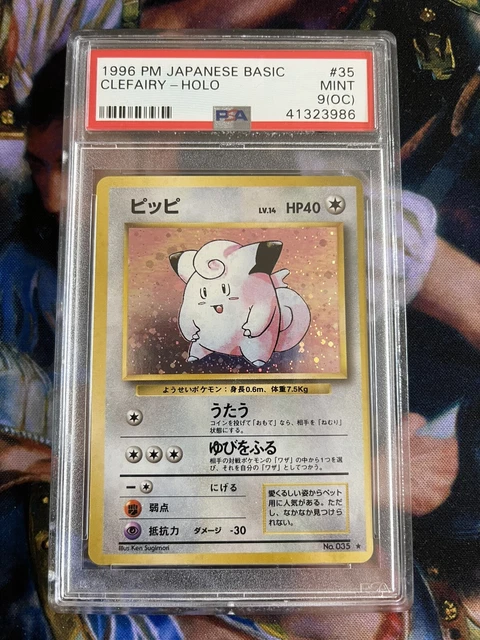 1996 PM JAPANESE BASIC #35
CLEFAIRY - HOLO MINT
9(OC)
PSA 41323986
ピッピ LV.14 HP40
ようせいポケモン：身長0.6m、体重7.5Kg
うたう
コインを投げて「おもて」なら、相手を「ねむり」
状態にする。
ゆびをふる
相手の対戦ポケモンの「ワザ」の中から1つを選
び、それを自分の「ワザ」としてつかう。
にげる
弱点
抵抗力 ダメージ -30
愛くるしい姿からペット
用に人気がある。ただ
し、なかなか見つけら
れない。
Illus Ken Sugimori No.035 ★
PSA